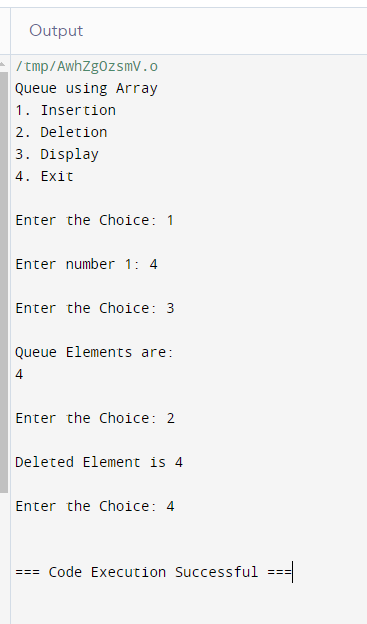 Output
/tmp/AwhZgOzsmV.o
Queue using Array
1. Insertion
2. Deletion
3. Display
4. Exit
Enter the Choice: 1
Enter number 1: 4
Enter the Choice: 3
Queue Elements are:
4
Enter the Choice: 2
Deleted Element is 4
Enter the Choice: 4
=== Code Execution Successful ===